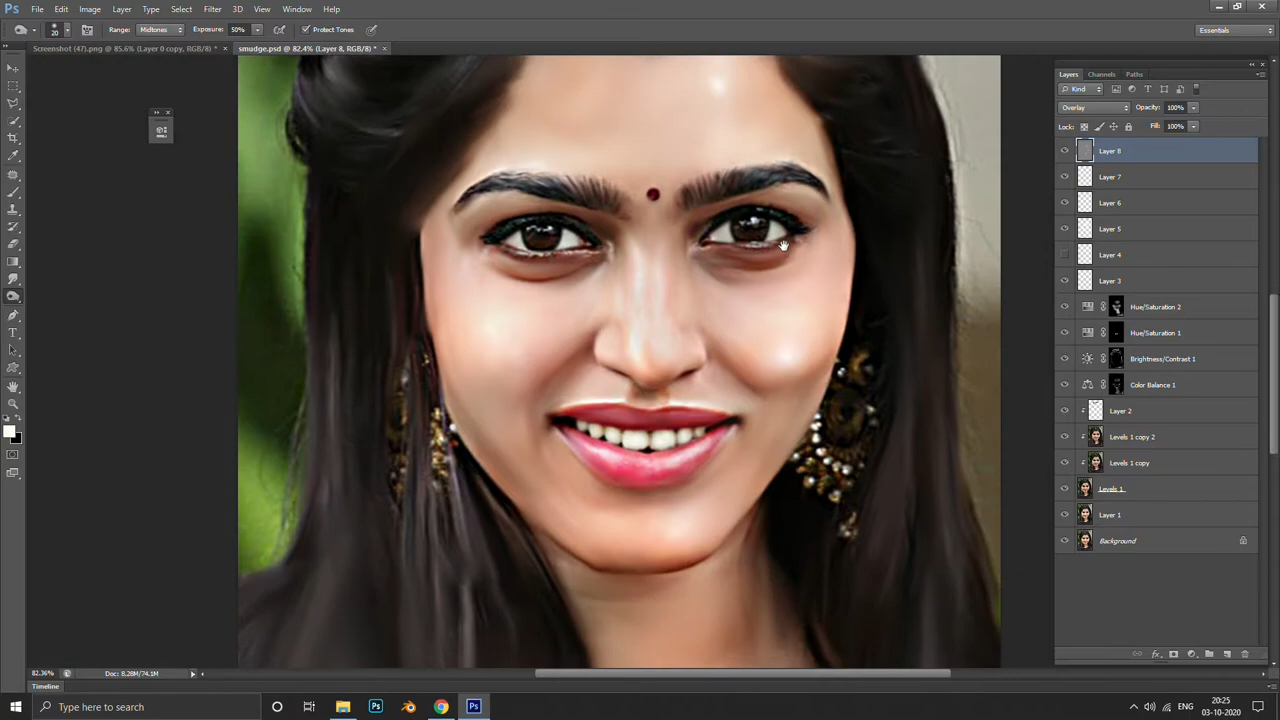 Ps File Edit Image Layer Type Select Filter 3D View Window Help
20 Range: Midtones Exposure: 50% Protect Tones Essentials
Screenshot (47).png @ 85.6% (Layer 0 copy, RGB/8) * × smudge.psd @ 82.4% (Layer 8, RGB/8) * ×
Layers Channels Paths
Kind
Overlay Opacity: 100%
Lock: Fill: 100%
Layer 8
Layer 7
Layer 6
Layer 5
Layer 4
Layer 3
Hue/Saturation 2
Hue/Saturation 1
Brightness/Contrast 1
Color Balance 1
Layer 2
Levels 1 copy 2
Levels 1 copy
Levels 1
Layer 1
Background
82.36% Doc: 8.28M/74.1M
Timeline
Type here to search Ps Ps ENG 20:25
03-10-2020